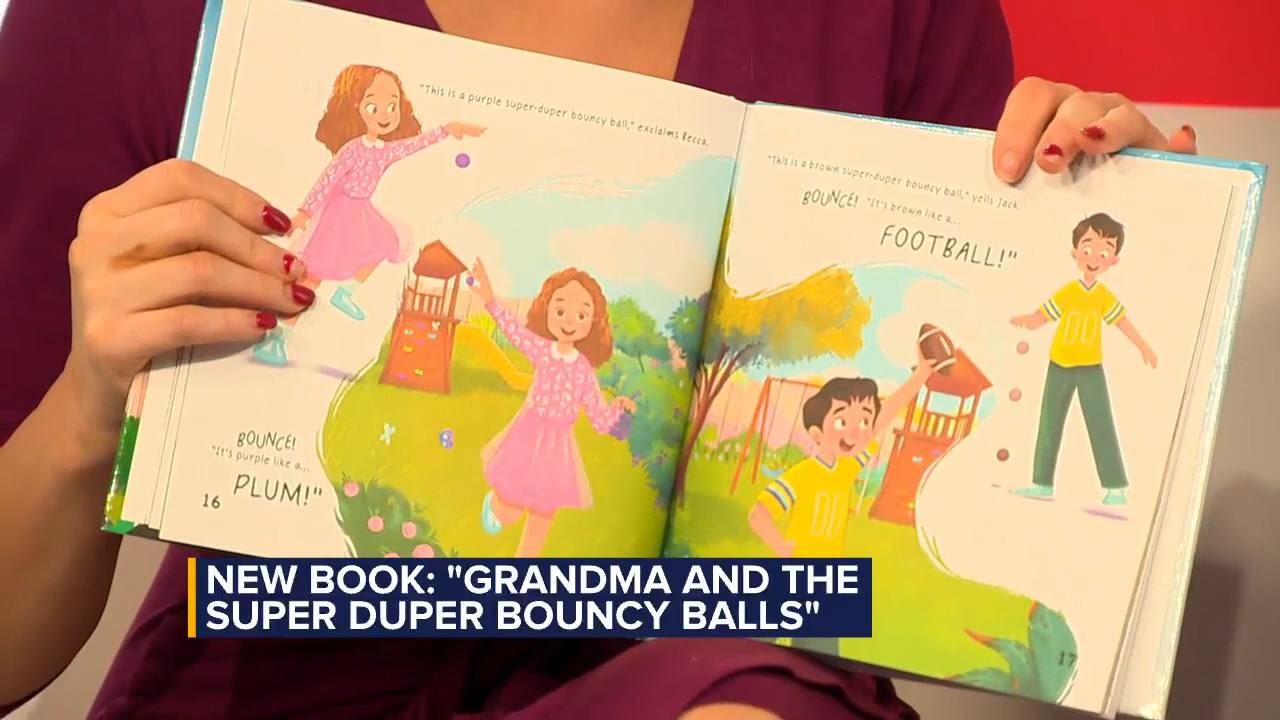 "This is a purple super-duper bouncy ball," exclaims Becca.
BOUNCE!
"It's purple like a...
PLUM!"
16
"This is a brown super-duper bouncy ball," yells Jack.
BOUNCE! "It's brown like a...
FOOTBALL!"
00
00
17
NEW BOOK: "GRANDMA AND THE
SUPER DUPER BOUNCY BALLS"